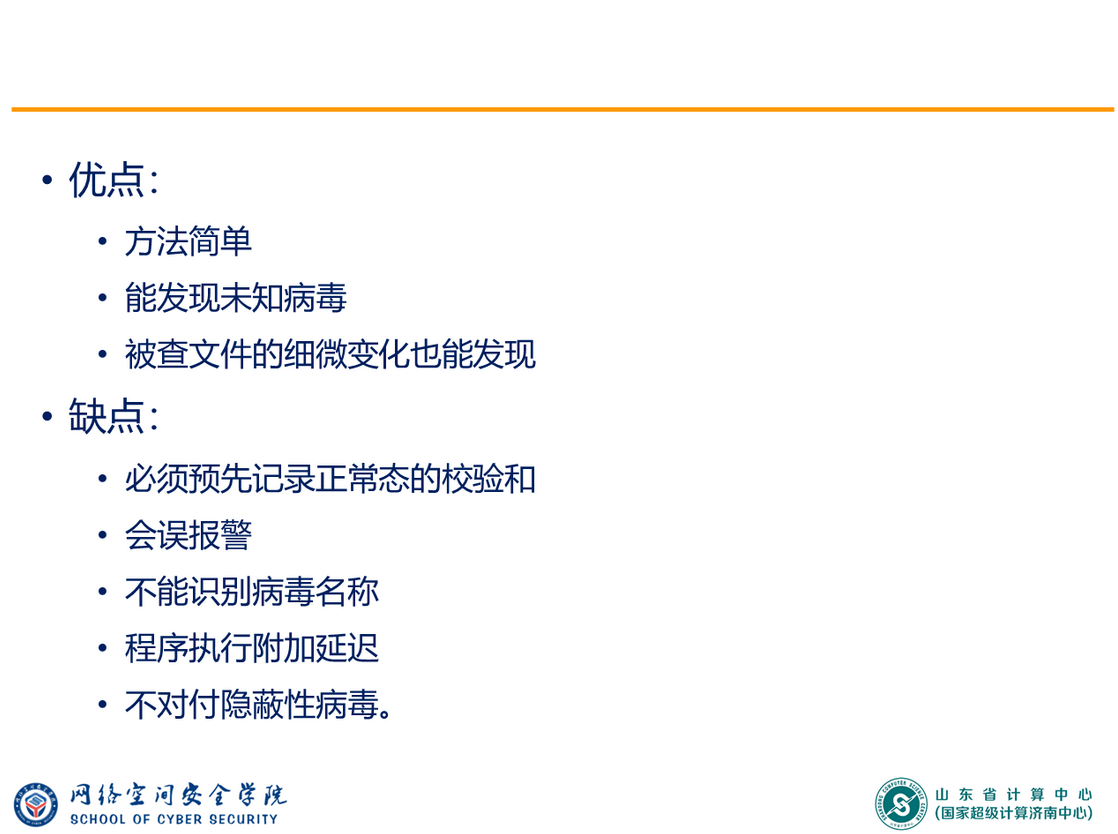 • 优点：
• 方法简单
• 能发现未知病毒
• 被查文件的细微变化也能发现
• 缺点：
• 必须预先记录正常态的校验和
• 会误报警
• 不能识别病毒名称
• 程序执行附加延迟
• 不对付隐蔽性病毒。
网络空间安全学院
SCHOOL OF CYBER SECURITY
山东省计算中心
(国家超级计算济南中心)